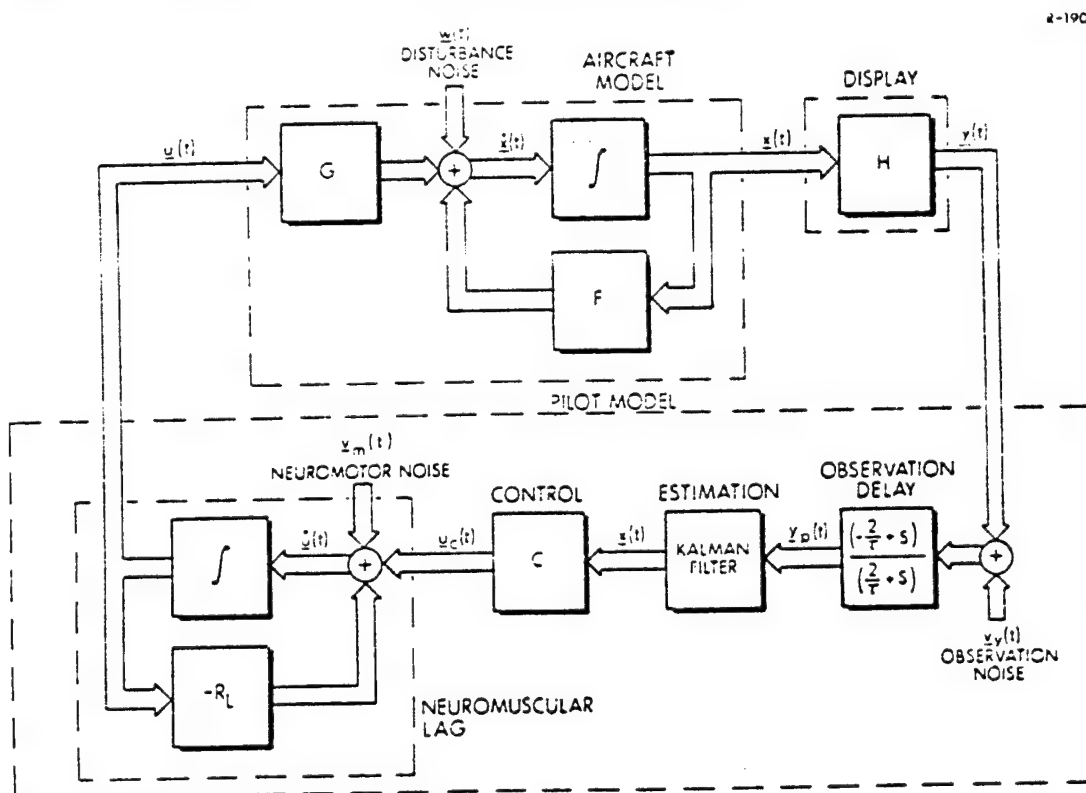 R-190
w(t)
DISTURBANCE
NOISE
AIRCRAFT
MODEL
DISPLAY
u(t)
G
+
ẋ(t)
∫
x(t)
H
y(t)
F
PILOT MODEL
v_m(t)
NEUROMOTOR NOISE
CONTROL
ESTIMATION
OBSERVATION
DELAY
∫
u̇(t)
+
u_c(t)
C
x̂(t)
KALMAN
FILTER
y_p(t)
(-2/τ + S)
(2/τ + S)
+
-R_L
NEUROMUSCULAR
LAG
v_y(t)
OBSERVATION
NOISE